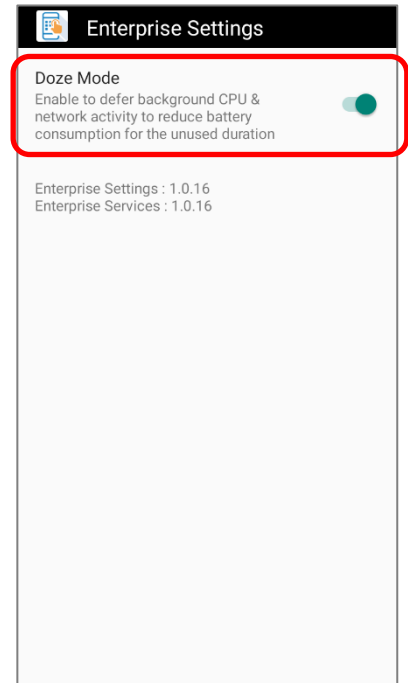 Enterprise Settings
Doze Mode
Enable to defer background CPU &
network activity to reduce battery
consumption for the unused duration
Enterprise Settings : 1.0.16
Enterprise Services : 1.0.16